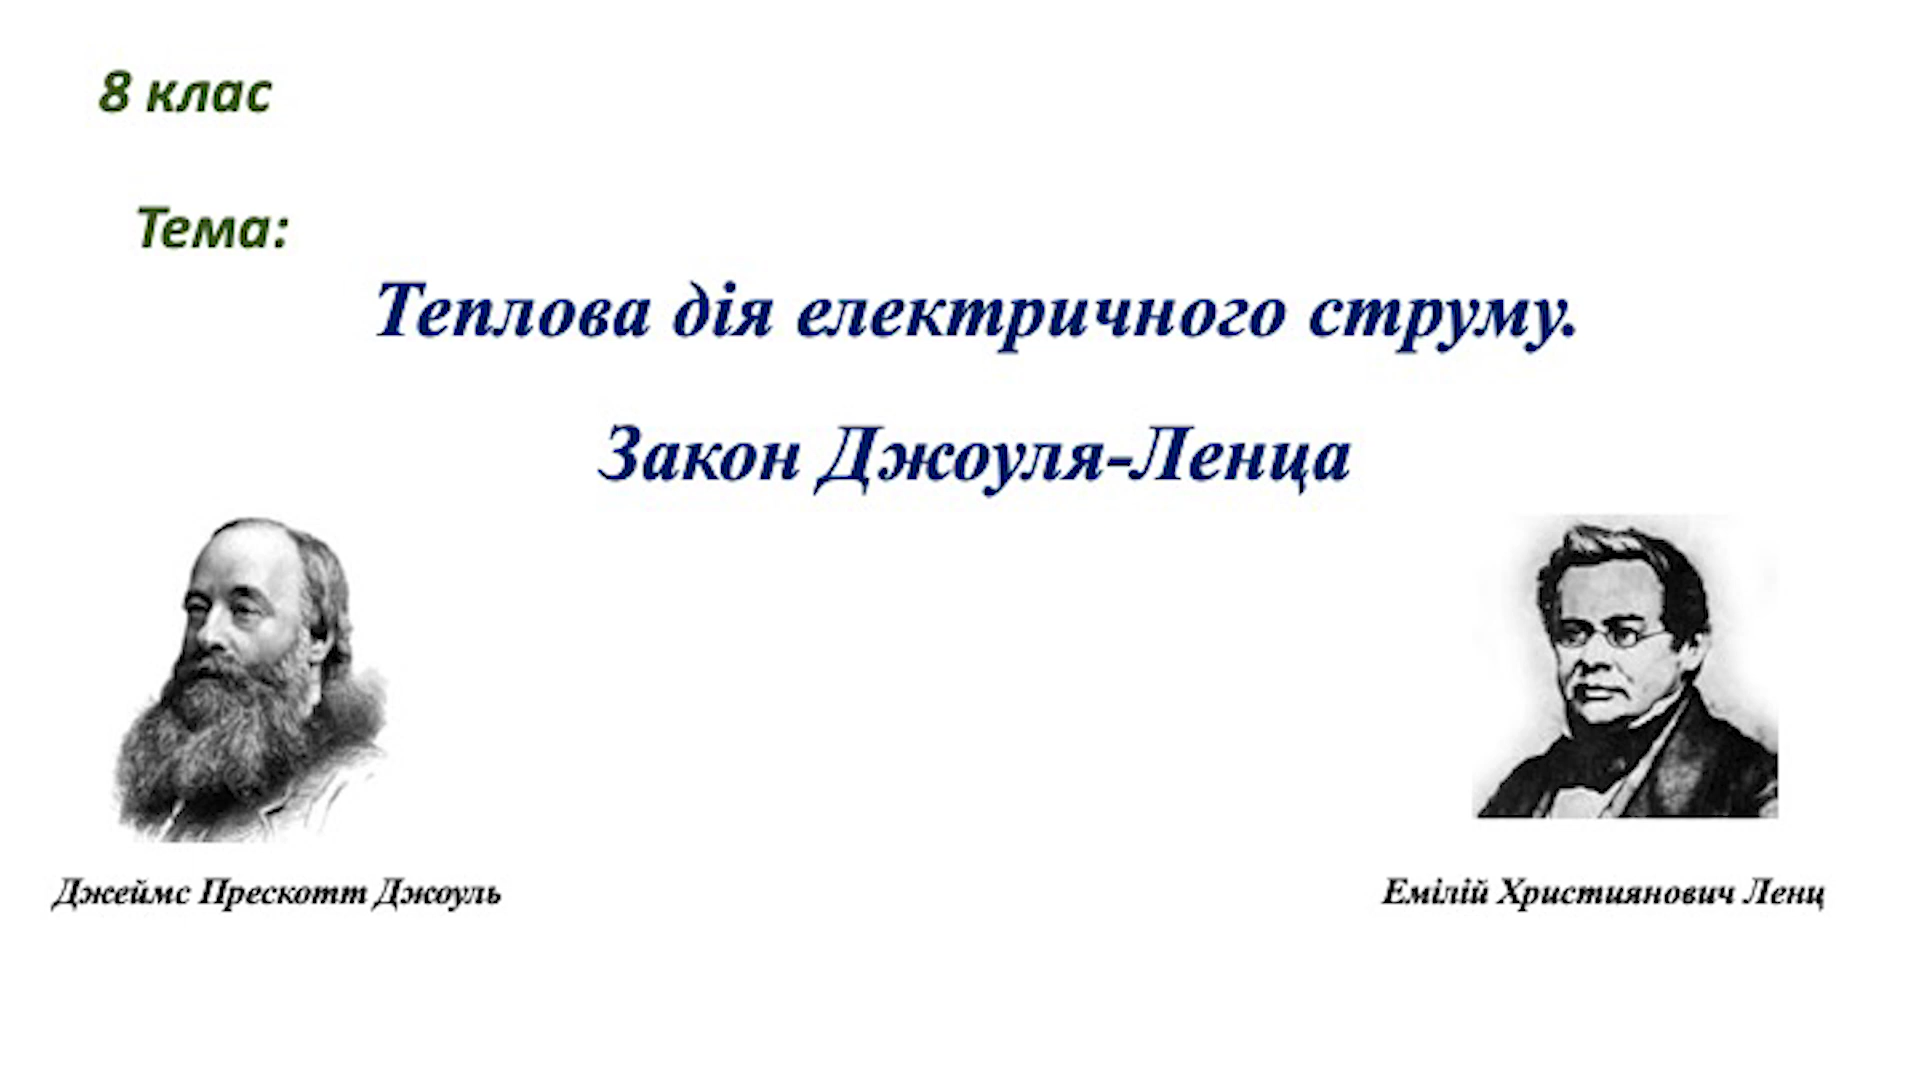 8 клас
Тема:
Теплова дія електричного струму.
Закон Джоуля-Ленца
Джеймс Прескотт Джоуль
Емілій Християнович Ленц